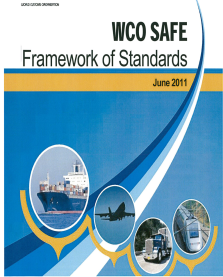 WORLD CUSTOMS ORGANIZATION
WCO SAFE
Framework of Standards
June 2011